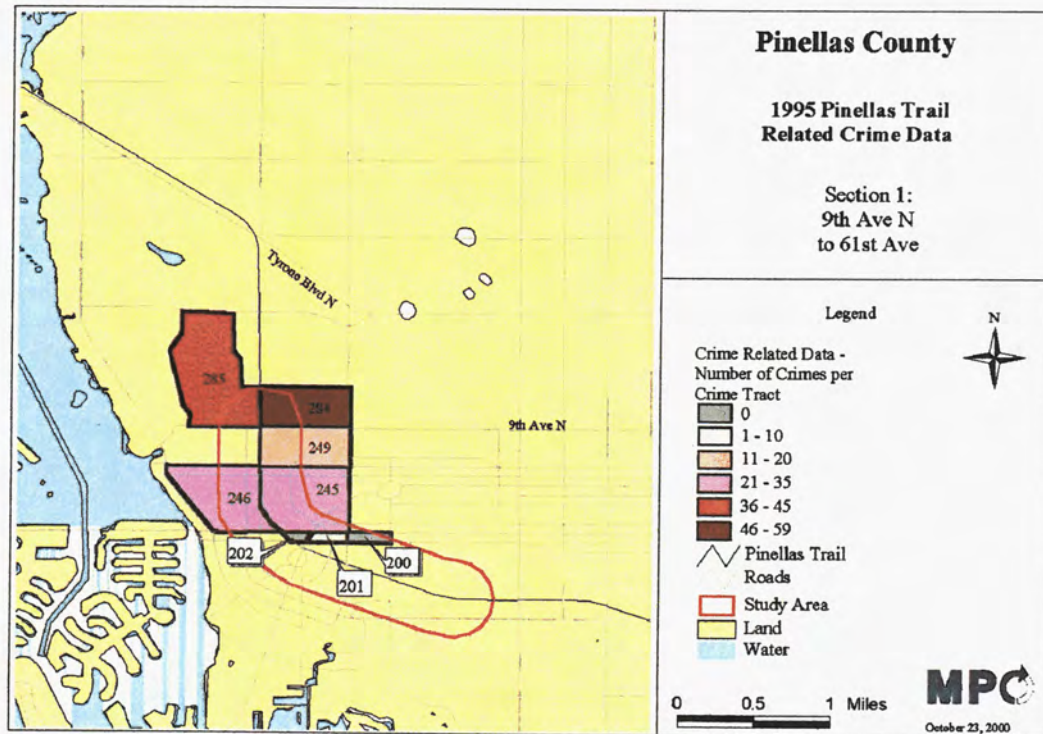 Pinellas County
1995 Pinellas Trail
Related Crime Data
Section 1:
9th Ave N
to 61st Ave
Legend
N
Crime Related Data -
Number of Crimes per
Crime Tract
0
1 - 10
11 - 20
21 - 35
36 - 45
46 - 59
Pinellas Trail
Roads
Study Area
Land
Water
0 0.5 1 Miles
MPO
October 23, 2000
Tyrone Blvd N
285
284
9th Ave N
249
246
245
202
201
200